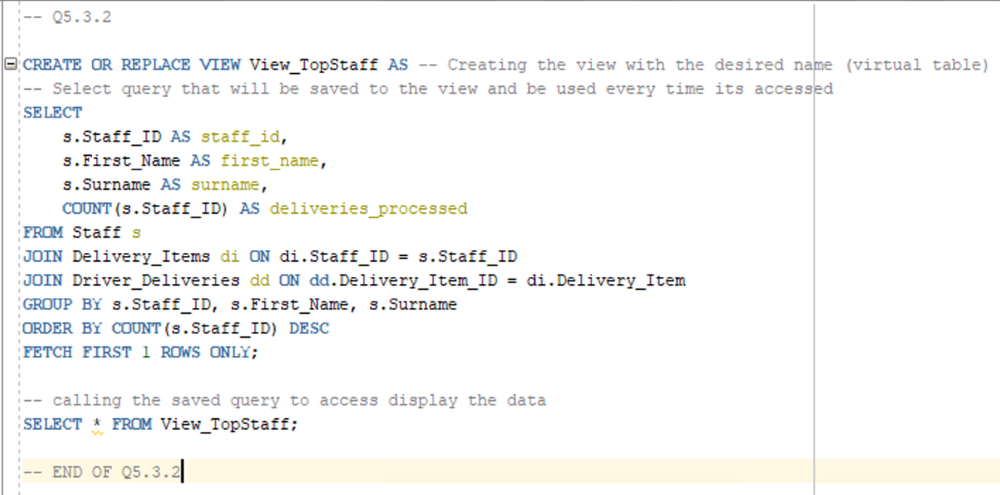 -- Q5.3.2
CREATE OR REPLACE VIEW View_TopStaff AS -- Creating the view with the desired name (virtual table)
-- Select query that will be saved to the view and be used every time its accessed
SELECT
    s.Staff_ID AS staff_id,
    s.First_Name AS first_name,
    s.Surname AS surname,
    COUNT(s.Staff_ID) AS deliveries_processed
FROM Staff s
JOIN Delivery_Items di ON di.Staff_ID = s.Staff_ID
JOIN Driver_Deliveries dd ON dd.Delivery_Item_ID = di.Delivery_Item
GROUP BY s.Staff_ID, s.First_Name, s.Surname
ORDER BY COUNT(s.Staff_ID) DESC
FETCH FIRST 1 ROWS ONLY;
-- calling the saved query to access display the data
SELECT * FROM View_TopStaff;
-- END OF Q5.3.2